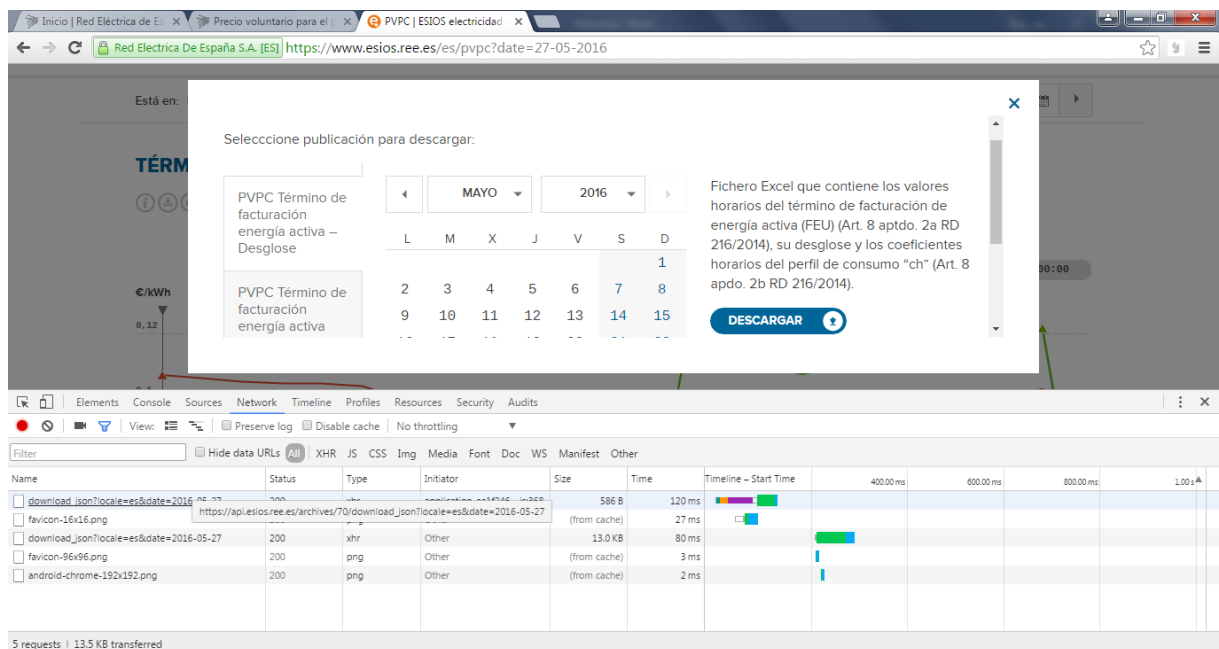 Inicio | Red Eléctrica de Es
Precio voluntario para el p
PVPC | ESIOS electricidad
Red Electrica De España S.A. [ES] https://www.esios.ree.es/es/pvpc?date=27-05-2016
Está en:
Selecccione publicación para descargar:
TÉRM
PVPC Término de
facturación
energía activa –
Desglose
PVPC Término de
facturación
energía activa
MAYO 2016
L M X J V S D
1
2 3 4 5 6 7 8
9 10 11 12 13 14 15
Fichero Excel que contiene los valores
horarios del término de facturación de
energía activa (FEU) (Art. 8 aptdo. 2a RD
216/2014), su desglose y los coeficientes
horarios del perfil de consumo “ch” (Art. 8
apdo. 2b RD 216/2014).
DESCARGAR
00:00
€/kWh
0,12
Elements Console Sources Network Timeline Profiles Resources Security Audits
View: Preserve log Disable cache No throttling
Filter Hide data URLs All XHR JS CSS Img Media Font Doc WS Manifest Other
Name Status Type Initiator Size Time Timeline – Start Time 400.00 ms 600.00 ms 800.00 ms 1.00 s
download_json?locale=es&date=2016-05-27 200 xhr 586 B 120 ms
https://api.esios.ree.es/archives/70/download_json?locale=es&date=2016-05-27
favicon-16x16.png png (from cache) 27 ms
download_json?locale=es&date=2016-05-27 200 xhr Other 13.0 KB 80 ms
favicon-96x96.png 200 png Other (from cache) 3 ms
android-chrome-192x192.png 200 png Other (from cache) 2 ms
5 requests | 13.5 KB transferred